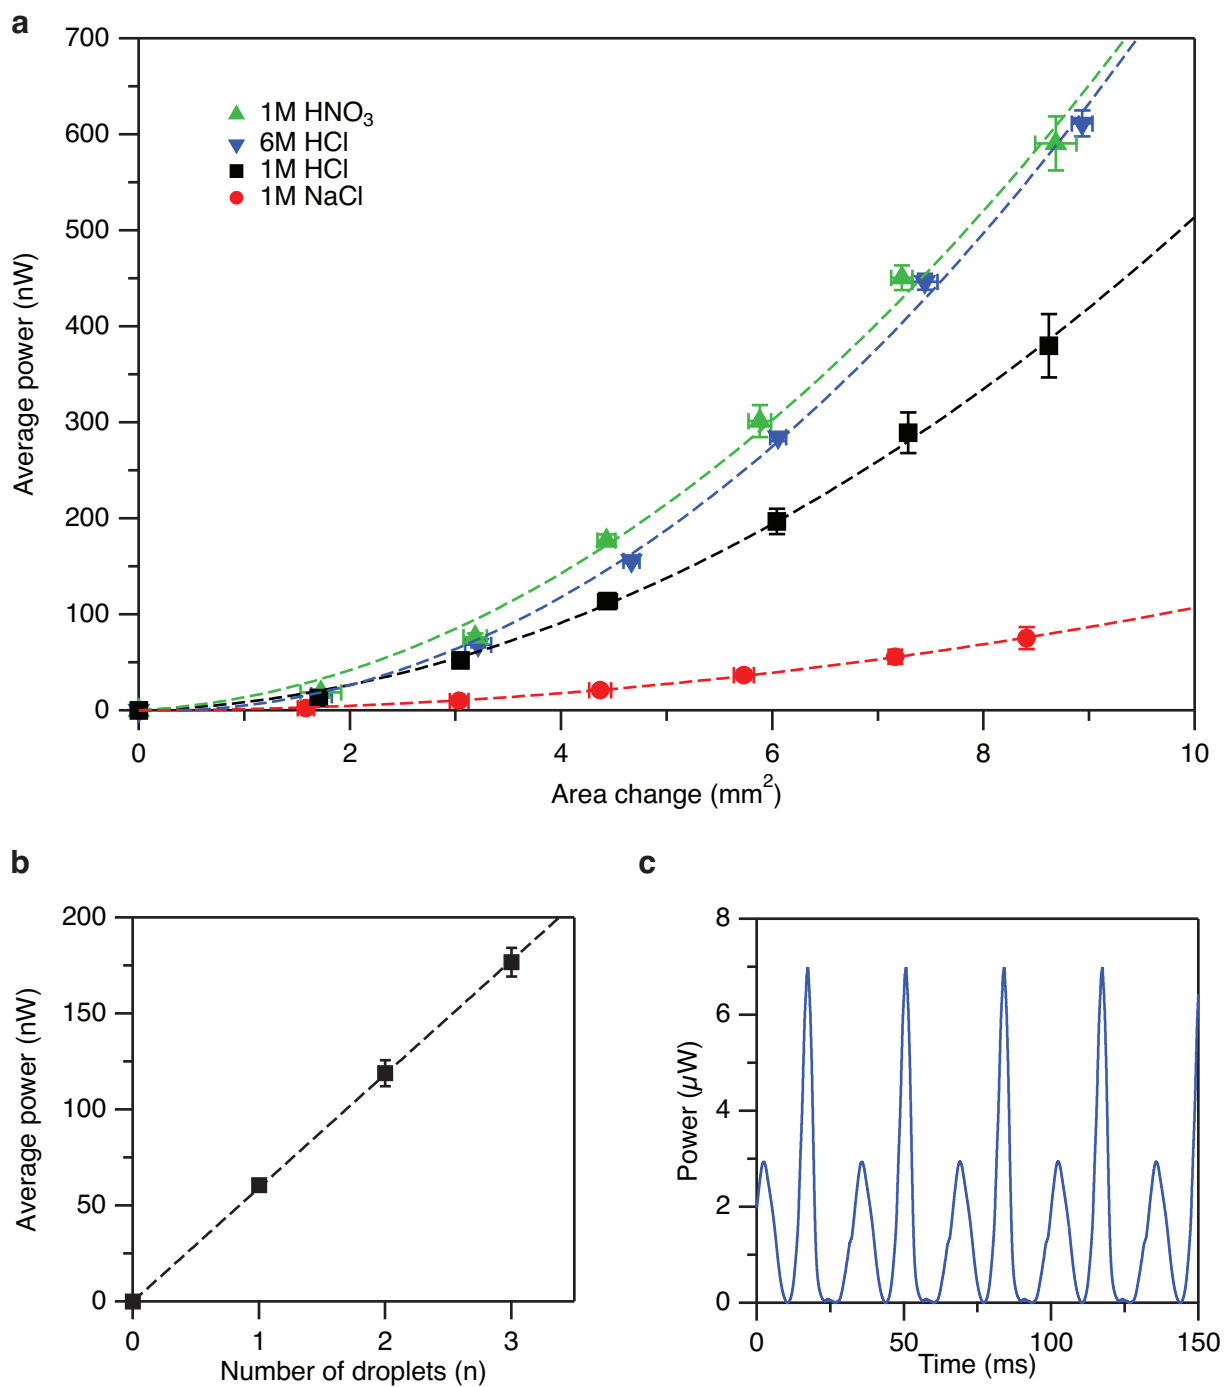 a
700
600
500
400
300
200
100
0
Average power (nW)
1M HNO₃
6M HCl
1M HCl
1M NaCl
0 2 4 6 8 10
Area change (mm²)
b
200
150
100
50
0
Average power (nW)
0 1 2 3
Number of droplets (n)
c
8
6
4
2
0
Power (µW)
0 50 100 150
Time (ms)